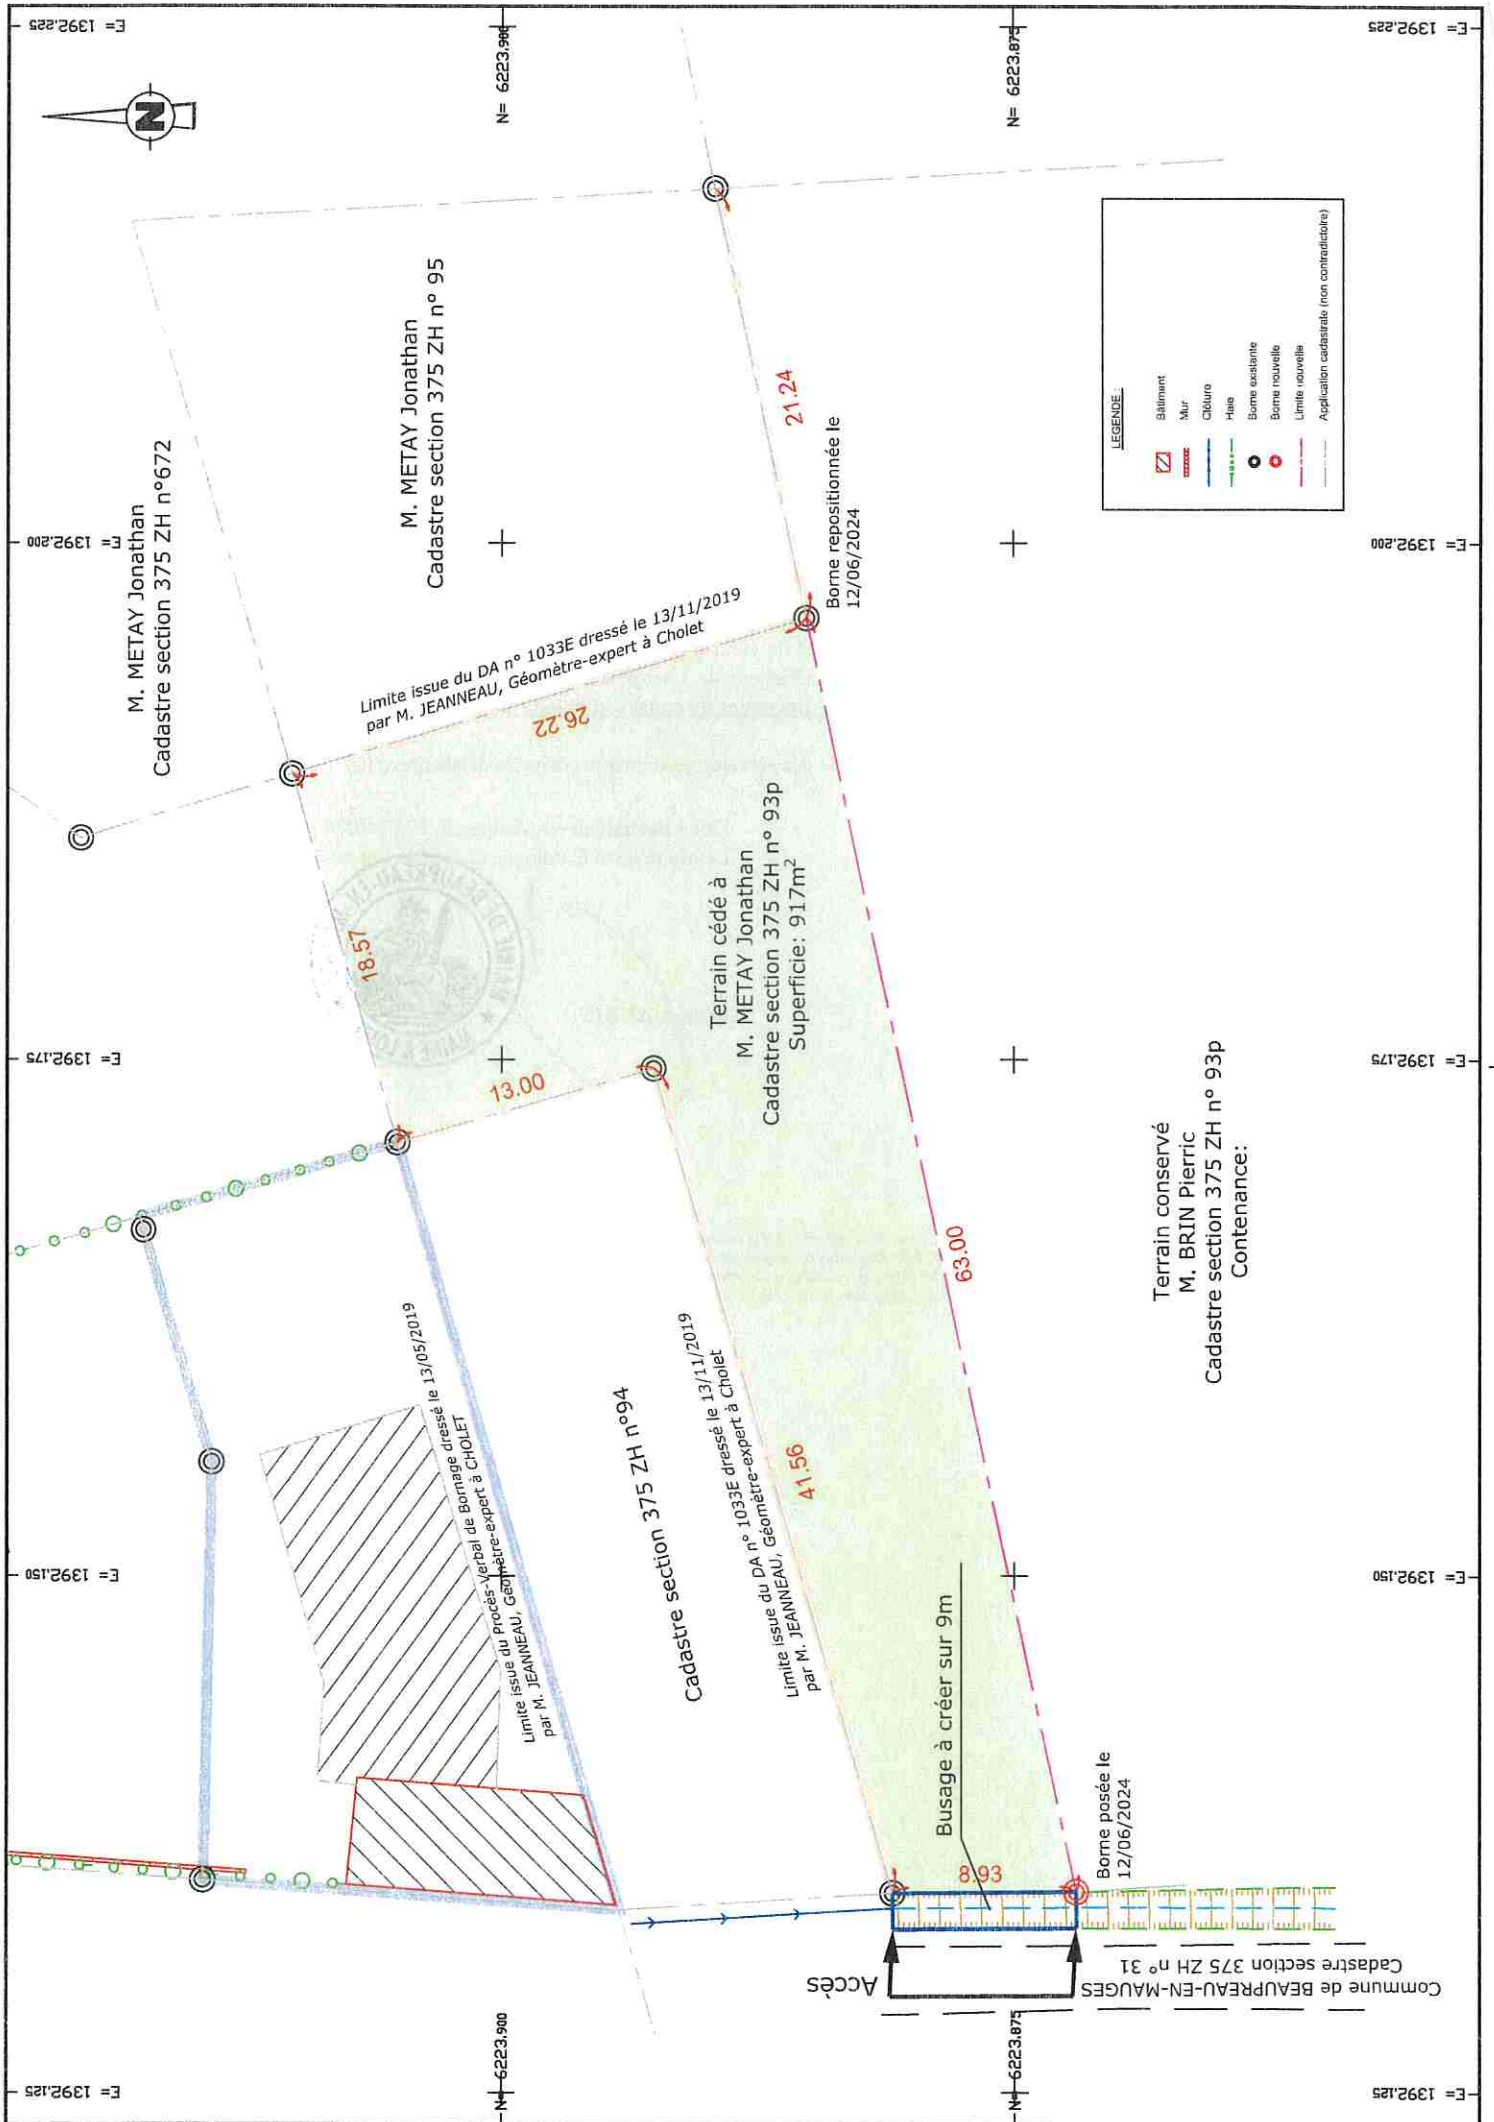 E= 1392.225
E= 1392.200
E= 1392.175
E= 1392.150
E= 1392.125
N
N= 6223.900
N= 6223.900
M. METAY Jonathan
Cadastre section 375 ZH n°672
M. METAY Jonathan
Cadastre section 375 ZH n° 95
Limite issue du DA n° 1033E dressé le 13/11/2019
par M. JEANNEAU, Géomètre-expert à Cholet
26.22
18.57
13.00
21.24
Borne repositionnée le
12/06/2024
Terrain cédé à
M. METAY Jonathan
Cadastre section 375 ZH n° 93p
Superficie: 917m²
Limite issue du Procès-Verbal de Bornage dressé le 13/05/2019
par M. JEANNEAU, Géomètre-expert à CHOLET
Cadastre section 375 ZH n°94
Limite issue du DA n° 1033E dressé le 13/11/2019
par M. JEANNEAU, Géomètre-expert à Cholet
41.56
63.00
Busage à créer sur 9m
8.93
Borne posée le
12/06/2024
Accès
Commune de BEAUPREAU-EN-MAUGES
Cadastre section 375 ZH n° 31
Terrain conservé
M. BRIN Pierric
Cadastre section 375 ZH n° 93p
Contenance:
N= 6223.875
N= 6223.875
LEGENDE :
Bâtiment
Mur
Clôture
Haie
Borne existante
Borne nouvelle
Limite nouvelle
Application cadastrale (non contradictoire)
E= 1392.225
E= 1392.200
E= 1392.175
E= 1392.150
E= 1392.125